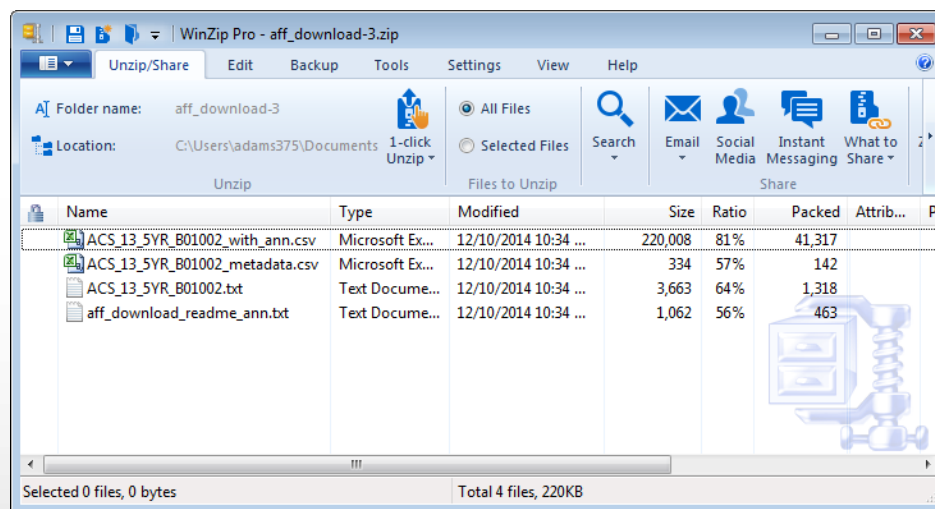 WinZip Pro - aff_download-3.zip
Unzip/Share Edit Backup Tools Settings View Help
Folder name: aff_download-3
Location: C:\Users\adams375\Documents
1-click
Unzip
Unzip
All Files
Selected Files
Files to Unzip
Search
Email
Social
Media
Instant
Messaging
What to
Share
Share
Name Type Modified Size Ratio Packed Attrib... P
ACS_13_5YR_B01002_with_ann.csv Microsoft Ex... 12/10/2014 10:34 ... 220,008 81% 41,317
ACS_13_5YR_B01002_metadata.csv Microsoft Ex... 12/10/2014 10:34 ... 334 57% 142
ACS_13_5YR_B01002.txt Text Docume... 12/10/2014 10:34 ... 3,663 64% 1,318
aff_download_readme_ann.txt Text Docume... 12/10/2014 10:34 ... 1,062 56% 463
Selected 0 files, 0 bytes Total 4 files, 220KB